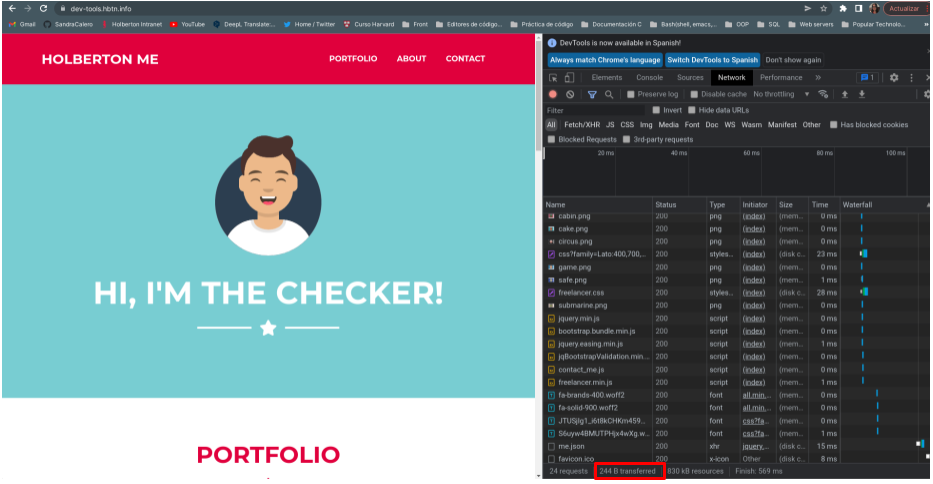 dev-tools.hbtn.info
Actualizar
Gmail SandraCalero Holberton Intranet YouTube DeepL Translate:... Home / Twitter Curso Harvard Front Editores de código... Práctica de código Documentación C Bash/shell, emacs,... OOP SQL Web servers Popular Technolo...
HOLBERTON ME
PORTFOLIO ABOUT CONTACT
HI, I'M THE CHECKER!
PORTFOLIO
DevTools is now available in Spanish!
Always match Chrome's language Switch DevTools to Spanish Don't show again
Elements Console Sources Network Performance » 1
Preserve log Disable cache No throttling
Filter Invert Hide data URLs
All Fetch/XHR JS CSS Img Media Font Doc WS Wasm Manifest Other Has blocked cookies
Blocked Requests 3rd-party requests
20 ms 40 ms 60 ms 80 ms 100 ms
Name Status Type Initiator Size Time Waterfall
cabin.png 200 png (index) (mem... 0 ms
cake.png 200 png (index) (mem... 0 ms
circus.png 200 png (index) (mem... 0 ms
css?family=Lato:400,700,... 200 styles... (index) (disk c... 23 ms
game.png 200 png (index) (mem... 0 ms
safe.png 200 png (index) (mem... 1 ms
freelancer.css 200 styles... (index) (disk c... 28 ms
submarine.png 200 png (index) (mem... 0 ms
jquery.min.js 200 script (index) (mem... 0 ms
bootstrap.bundle.min.js 200 script (index) (mem... 0 ms
jquery.easing.min.js 200 script (index) (mem... 1 ms
jqBootstrapValidation.min... 200 script (index) (mem... 0 ms
contact_me.js 200 script (index) (mem... 0 ms
freelancer.min.js 200 script (index) (mem... 1 ms
fa-brands-400.woff2 200 font all.min,... (mem... 0 ms
fa-solid-900.woff2 200 font all.min,... (mem... 0 ms
JTUSjIg1_i6t8kCHKm459... 200 font css?fa... (mem... 0 ms
S6uyw4BMUTPHjx4wXg.w... 200 font css?fa... (mem... 1 ms
me.json 200 xhr jquery,... (disk c... 15 ms
favicon.ico 200 x-icon Other (disk c... 8 ms
24 requests 244 B transferred 830 kB resources Finish: 569 ms